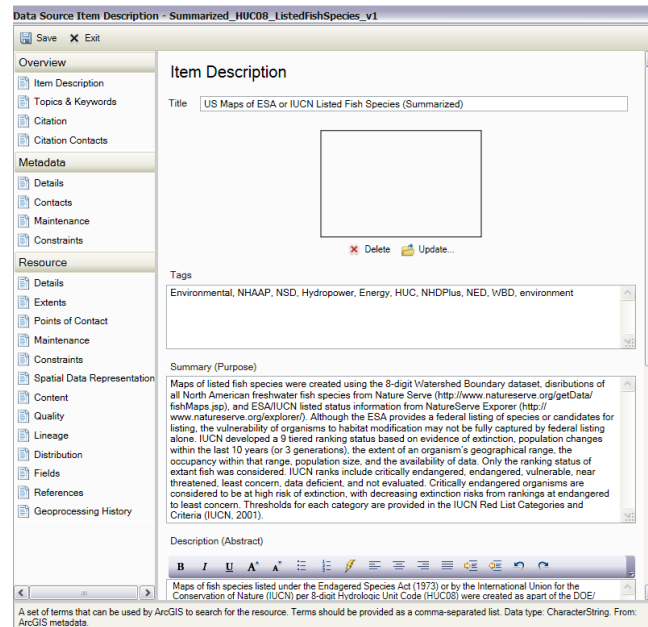 Data Source Item Description - Summarized_HUC08_ListedFishSpecies_v1
Save Exit
Overview
Item Description
Topics & Keywords
Citation
Citation Contacts
Metadata
Details
Contacts
Maintenance
Constraints
Resource
Details
Extents
Points of Contact
Maintenance
Constraints
Spatial Data Representation
Content
Quality
Lineage
Distribution
Fields
References
Geoprocessing History
Item Description
Title US Maps of ESA or IUCN Listed Fish Species (Summarized)
Delete Update...
Tags
Environmental, NHAAP, NSD, Hydropower, Energy, HUC, NHDPlus, NED, WBD, environment
Summary (Purpose)
Maps of listed fish species were created using the 8-digit Watershed Boundary dataset, disributions of
all North American freshwater fish species from Nature Serve (http://www.natureserve.org/getData/
fishMaps.jsp), and ESA/IUCN listed status information from NatureServe Exporer (http://
www.natureserve.org/explorer/). Although the ESA provides a federal listing of species or candidates for
listing, the vulnerability of organisms to habitat modification may not be fully captured by federal listing
alone. IUCN developed a 9 tiered ranking status based on evidence of extinction, population changes
within the last 10 years (or 3 generations), the extent of an organism's geographical range, the
occupancy within that range, population size, and the availability of data. Only the ranking status of
extant fish was considered. IUCN ranks include critically endangered, endangered, vulnerable, near
threatened, least concern, data deficient, and not evaluated. Critically endangered organisms are
considered to be at high risk of extinction, with decreasing extinction risks from rankings at endangered
to least concern. Thresholds for each category are provided in the IUCN Red List Categories and
Criteria (IUCN, 2001).
Description (Abstract)
B I U A A
Maps of fish species listed under the Endagered Species Act (1973) or by the International Union for the
Conservation of Nature (IUCN) per 8-digit Hydrologic Unit Code (HUC08) were created as apart of the DOE/
A set of terms that can be used by ArcGIS to search for the resource. Terms should be provided as a comma-separated list. Data type: CharacterString. From:
ArcGIS metadata.